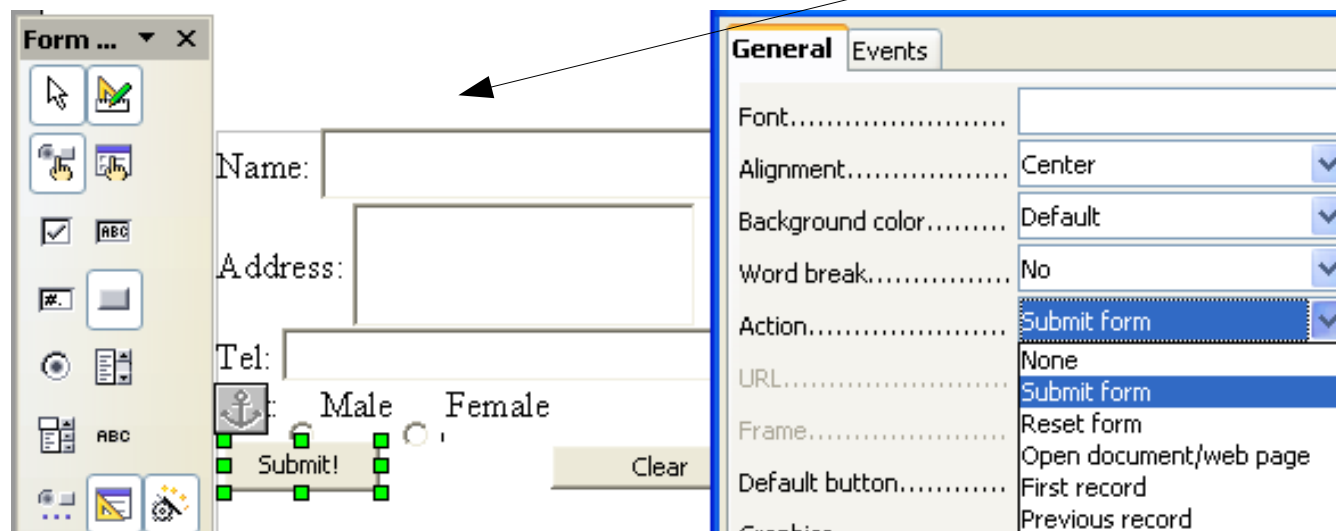 Form ...
ABC
#.
ABC
Name:
Address:
Tel:
Male Female
Submit!
Clear
General Events
Font........................
Alignment.................. Center
Background color......... Default
Word break................ No
Action...................... Submit form
None
URL........................ Submit form
Reset form
Frame......................
Open document/web page
Default button............ First record
Previous record